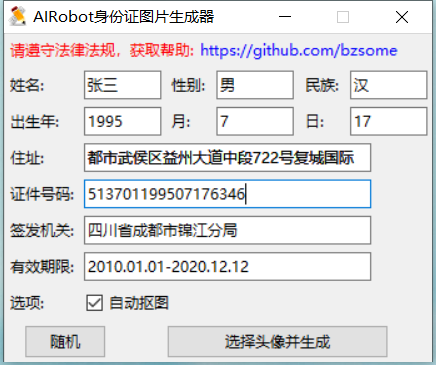 AIRobot身份证图片生成器
请遵守法律法规，获取帮助: https://github.com/bzsome
姓名: 张三 性别: 男 民族: 汉
出生年: 1995 月: 7 日: 17
住址: 都市武侯区益州大道中段722号复城国际
证件号码: 513701199507176346
签发机关: 四川省成都市锦江分局
有效期限: 2010.01.01-2020.12.12
选项: 自动抠图
随机 选择头像并生成